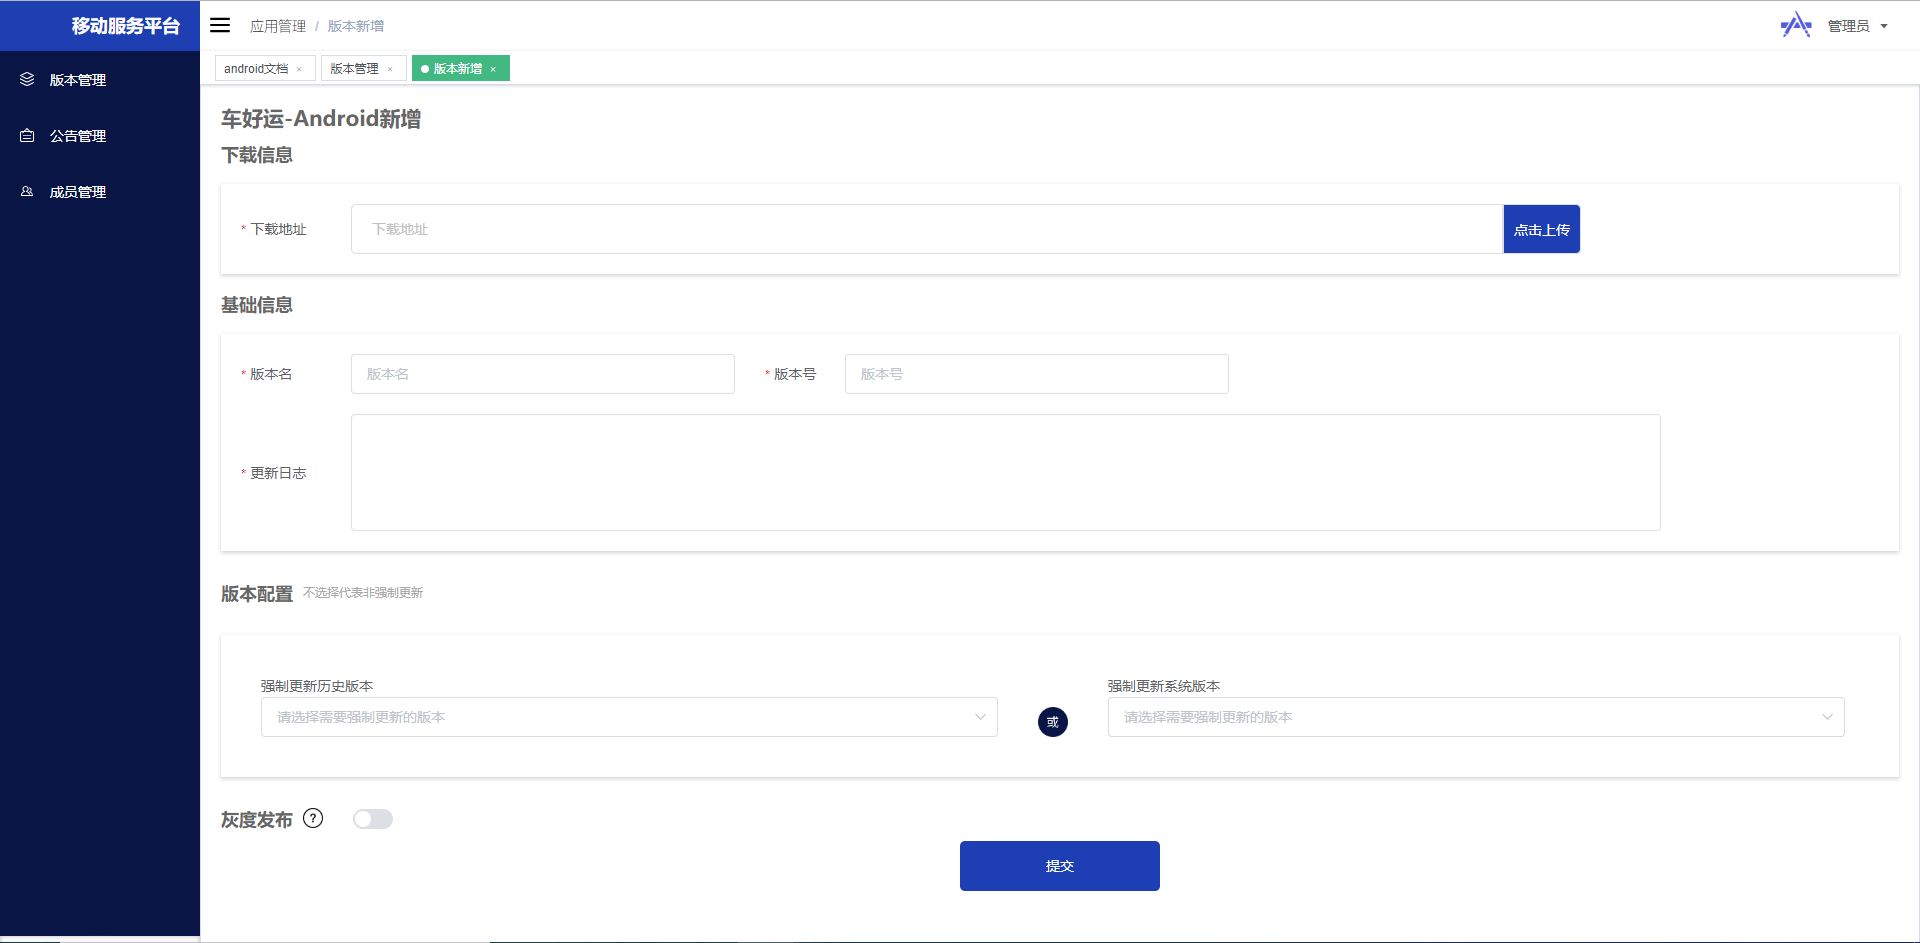 移动服务平台
应用管理 / 版本新增
管理员
版本管理
公告管理
成员管理
android文档 ×
版本管理 ×
版本新增 ×
车好运-Android新增
下载信息
* 下载地址 下载地址 点击上传
基础信息
* 版本名 版本名 * 版本号 版本号
* 更新日志
版本配置 不选择代表非强制更新
强制更新历史版本 强制更新系统版本
请选择需要强制更新的版本 或 请选择需要强制更新的版本
灰度发布 ?
提交